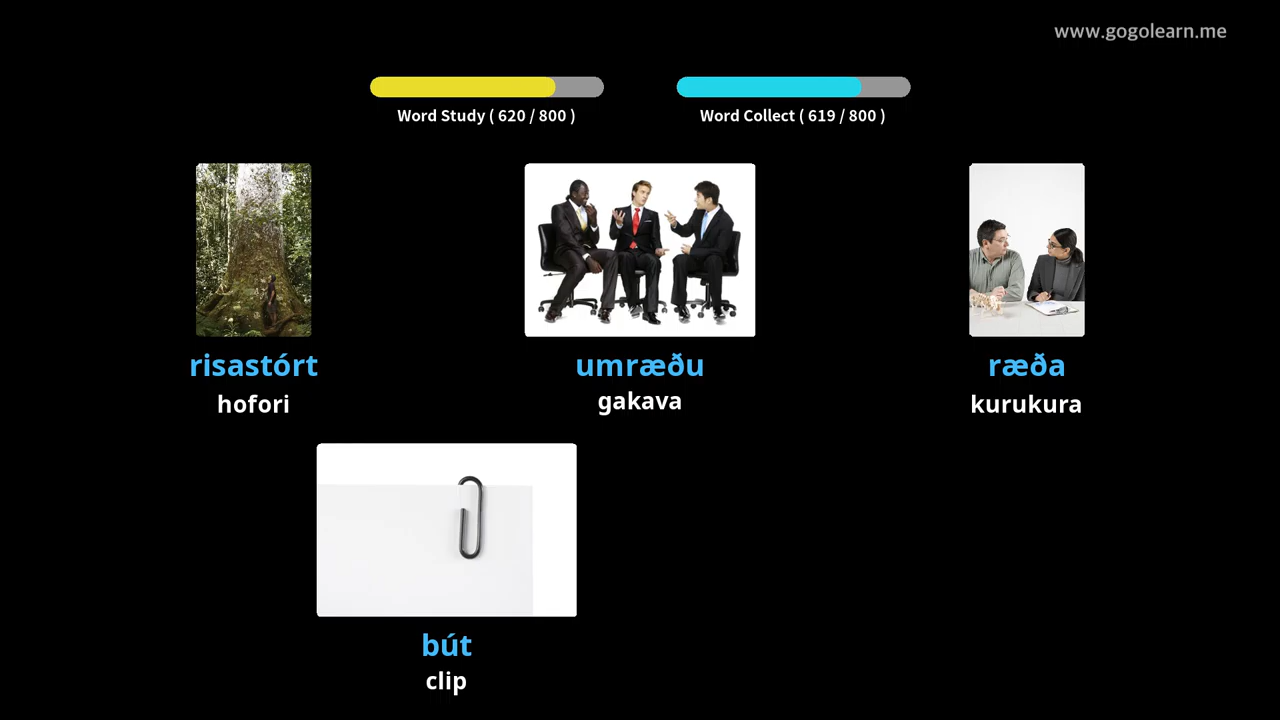 www.gogolearn.me
Word Study ( 620 / 800 )
Word Collect ( 619 / 800 )
risastórt
hofori
umræðu
gakava
ræða
kurukura
bút
clip